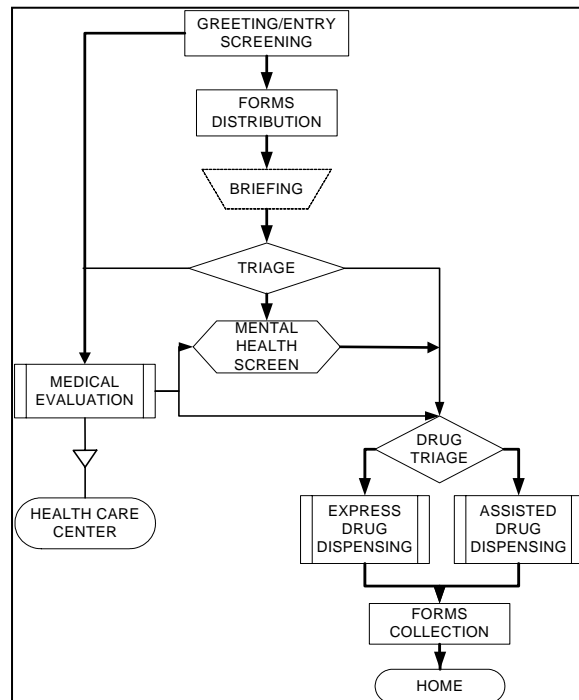 GREETING/ENTRY
SCREENING
FORMS
DISTRIBUTION
BRIEFING
TRIAGE
MENTAL
HEALTH
SCREEN
MEDICAL
EVALUATION
DRUG
TRIAGE
HEALTH CARE
CENTER
EXPRESS
DRUG
DISPENSING
ASSISTED
DRUG
DISPENSING
FORMS
COLLECTION
HOME